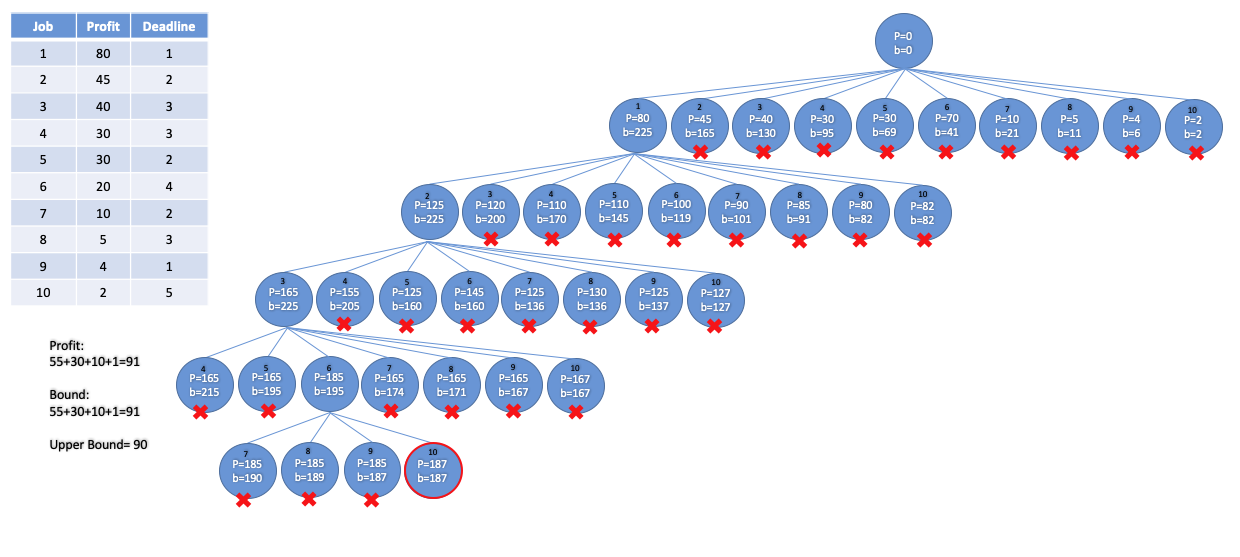 Job Profit Deadline
1 80 1
2 45 2
3 40 3
4 30 3
5 30 2
6 20 4
7 10 2
8 5 3
9 4 1
10 2 5
P=0
b=0
1 2 3 4 5 6 7 8 9 10
P=80 P=45 P=40 P=30 P=30 P=70 P=10 P=5 P=4 P=2
b=225 b=165 b=130 b=95 b=69 b=41 b=21 b=11 b=6 b=2
2 3 4 5 6 7 8 9 10
P=125 P=120 P=110 P=110 P=100 P=90 P=85 P=80 P=82
b=225 b=200 b=170 b=145 b=119 b=101 b=91 b=82 b=82
3 4 5 6 7 8 9 10
P=165 P=155 P=125 P=145 P=125 P=130 P=125 P=127
b=225 b=205 b=160 b=160 b=136 b=136 b=137 b=127
Profit:
55+30+10+1=91
Bound:
55+30+10+1=91
Upper Bound= 90
4 5 6 7 8 9 10
P=165 P=165 P=185 P=165 P=165 P=165 P=167
b=215 b=195 b=195 b=174 b=171 b=167 b=167
7 8 9 10
P=185 P=185 P=185 P=187
b=190 b=189 b=187 b=187